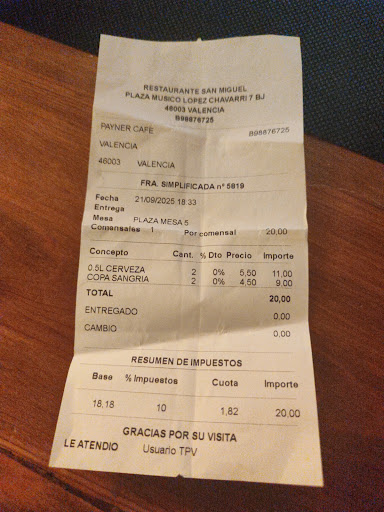 RESTAURANTE SAN MIGUEL
PLAZA MUSICO LOPEZ CHAVARRI 7 BJ
46003 VALENCIA
B98876725
PAYNER CAFE B98876725
VALENCIA
46003 VALENCIA
FRA. SIMPLIFICADA nº 5819
Fecha 21/09/2025 18:33
Entrega
Mesa PLAZA MESA 5
Comensales 1 Por comensal 20,00
Concepto Cant. % Dto Precio Importe
0.5L CERVEZA 2 0% 5,50 11,00
COPA SANGRIA 2 0% 4,50 9,00
TOTAL 20,00
ENTREGADO 0,00
CAMBIO 0,00
RESUMEN DE IMPUESTOS
Base % Impuestos Cuota Importe
18,18 10 1,82 20,00
GRACIAS POR SU VISITA
LE ATENDIO Usuario TPV